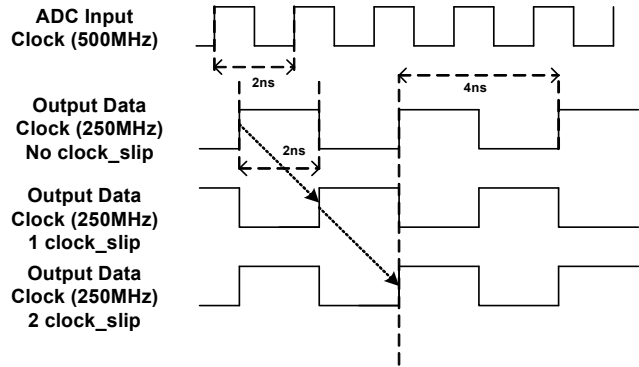 ADC Input
Clock (500MHz)
2ns
4ns
Output Data
Clock (250MHz)
No clock_slip
2ns
Output Data
Clock (250MHz)
1 clock_slip
Output Data
Clock (250MHz)
2 clock_slip